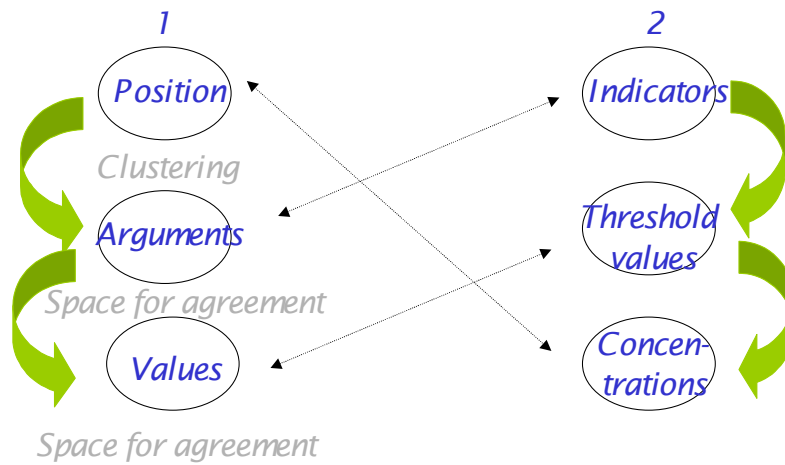 1
Position
Clustering
Arguments
Space for agreement
Values
Space for agreement
2
Indicators
Threshold
values
Concen-
trations